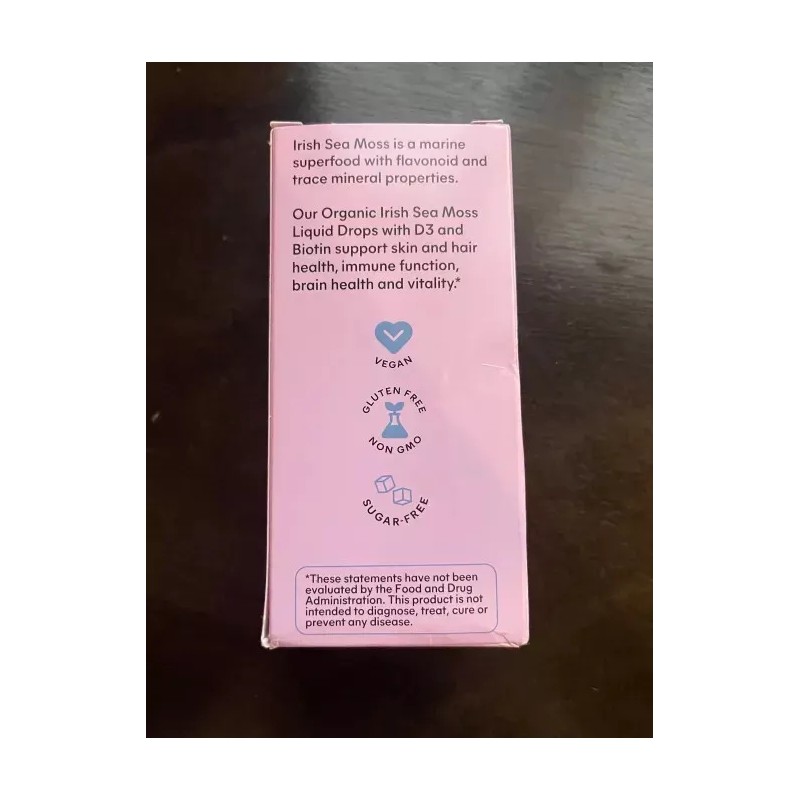 Irish Sea Moss is a marine
superfood with flavonoid and
trace mineral properties.
Our Organic Irish Sea Moss
Liquid Drops with D3 and
Biotin support skin and hair
health, immune function,
brain health and vitality.*
VEGAN
GLUTEN FREE
NON GMO
SUGAR-FREE
*These statements have not been
evaluated by the Food and Drug
Administration. This product is not
intended to diagnose, treat, cure or
prevent any disease.